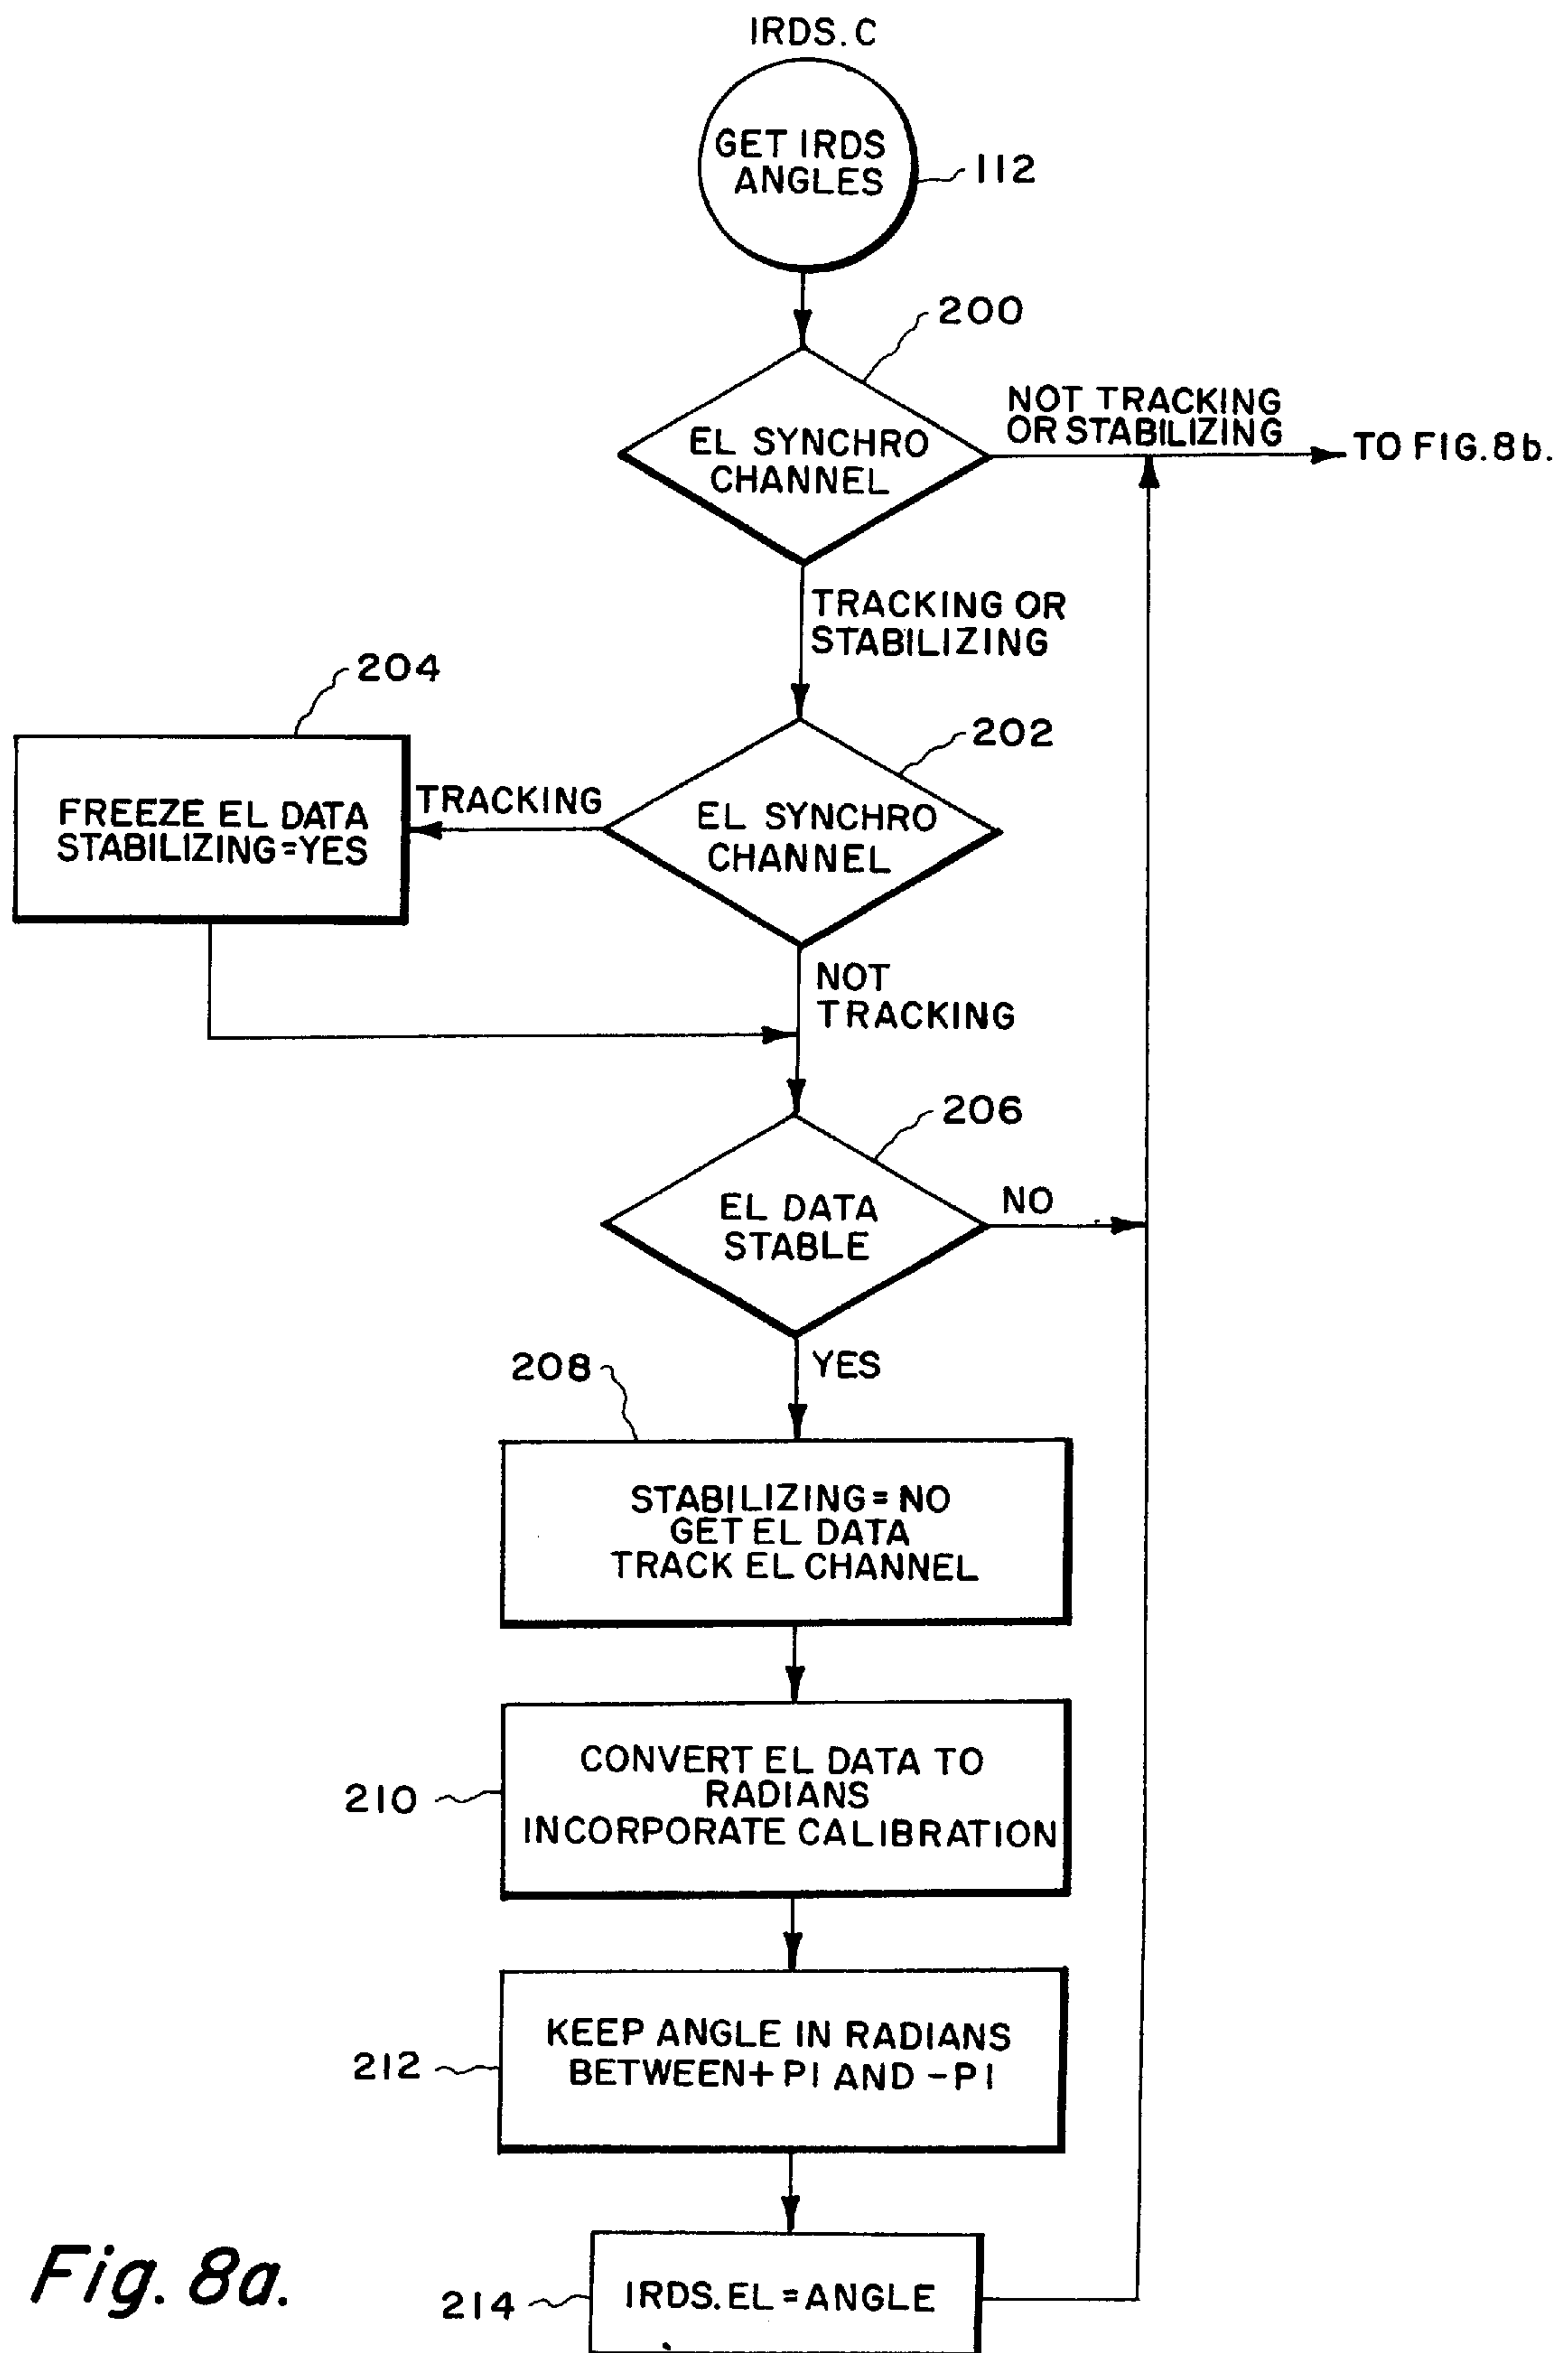 IRDS.C
GET IRDS
ANGLES
112
200
EL SYNCHRO
CHANNEL
NOT TRACKING
OR STABILIZING
TO FIG.8b.
TRACKING OR
STABILIZING
204
202
FREEZE EL DATA
STABILIZING=YES
TRACKING
EL SYNCHRO
CHANNEL
NOT
TRACKING
206
EL DATA
STABLE
NO
YES
208
STABILIZING=NO
GET EL DATA
TRACK EL CHANNEL
210
CONVERT EL DATA TO
RADIANS
INCORPORATE CALIBRATION
212
KEEP ANGLE IN RADIANS
BETWEEN+PI AND -PI
214
IRDS.EL=ANGLE
Fig. 8a.